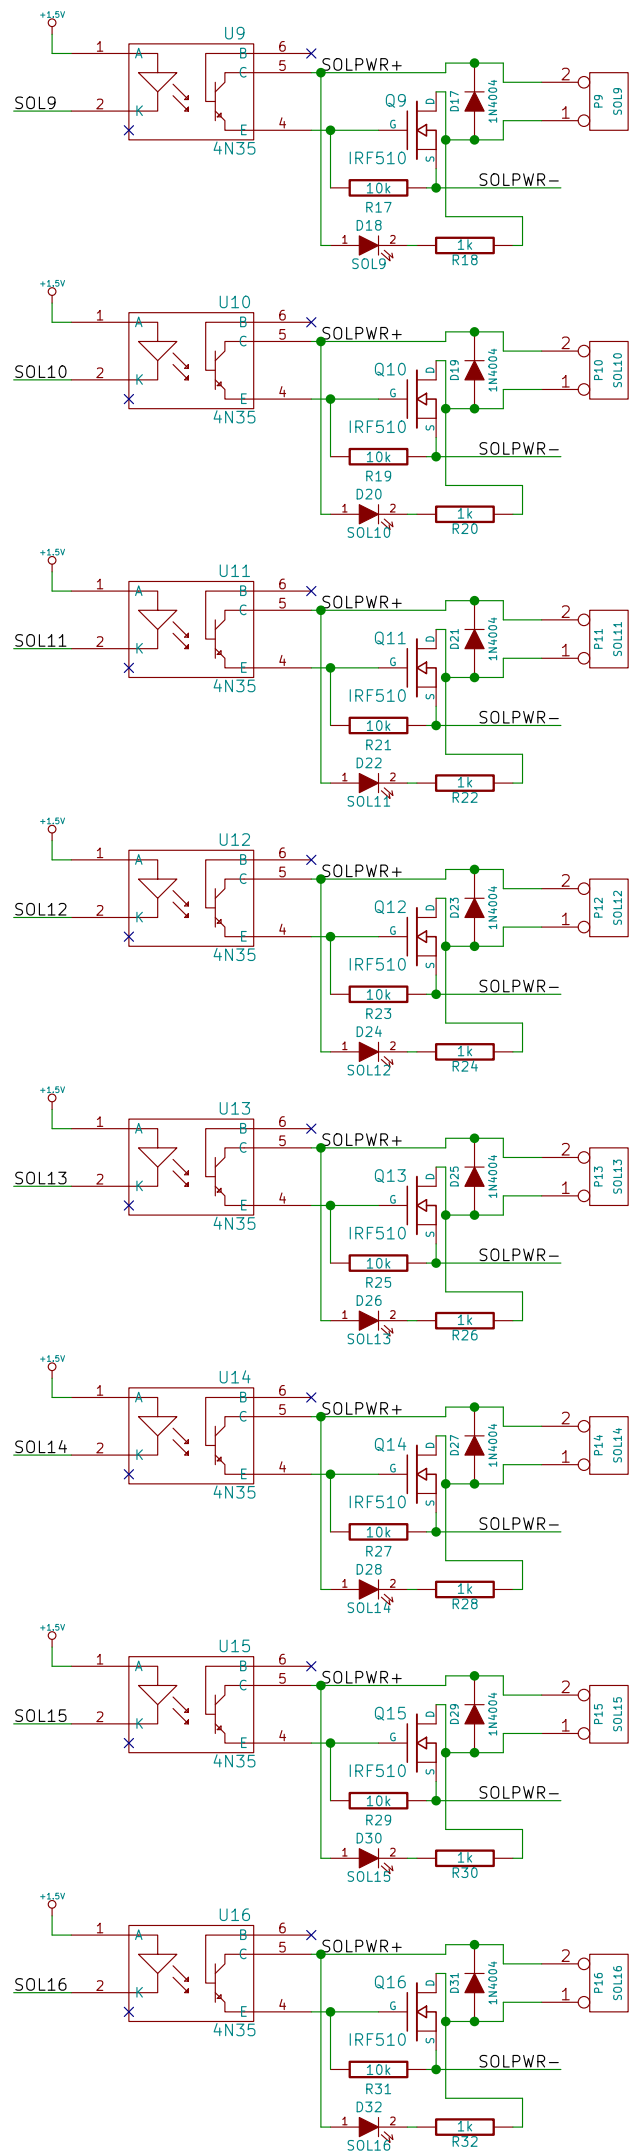 +1.5V
U9
1 A B 6
5 SOLPWR+
C
SOL9 2 K
E 4
4N35
Q9
D
G
S
IRF510
D17
1N4004
2
1
P9
SOL9
10k
R17
SOLPWR-
D18
1 2
SOL9
1k
R18
+1.5V
U10
1 A B 6
5 SOLPWR+
C
SOL10 2 K
E 4
4N35
Q10
D
G
S
IRF510
D19
1N4004
2
1
P10
SOL10
10k
R19
SOLPWR-
D20
1 2
SOL10
1k
R20
+1.5V
U11
1 A B 6
5 SOLPWR+
C
SOL11 2 K
E 4
4N35
Q11
D
G
S
IRF510
D21
1N4004
2
1
P11
SOL11
10k
R21
SOLPWR-
D22
1 2
SOL11
1k
R22
+1.5V
U12
1 A B 6
5 SOLPWR+
C
SOL12 2 K
E 4
4N35
Q12
D
G
S
IRF510
D23
1N4004
2
1
P12
SOL12
10k
R23
SOLPWR-
D24
1 2
SOL12
1k
R24
+1.5V
U13
1 A B 6
5 SOLPWR+
C
SOL13 2 K
E 4
4N35
Q13
D
G
S
IRF510
D25
1N4004
2
1
P13
SOL13
10k
R25
SOLPWR-
D26
1 2
SOL13
1k
R26
+1.5V
U14
1 A B 6
5 SOLPWR+
C
SOL14 2 K
E 4
4N35
Q14
D
G
S
IRF510
D27
1N4004
2
1
P14
SOL14
10k
R27
SOLPWR-
D28
1 2
SOL14
1k
R28
+1.5V
U15
1 A B 6
5 SOLPWR+
C
SOL15 2 K
E 4
4N35
Q15
D
G
S
IRF510
D29
1N4004
2
1
P15
SOL15
10k
R29
SOLPWR-
D30
1 2
SOL15
1k
R30
+1.5V
U16
1 A B 6
5 SOLPWR+
C
SOL16 2 K
E 4
4N35
Q16
D
G
S
IRF510
D31
1N4004
2
1
P16
SOL16
10k
R31
SOLPWR-
D32
1 2
SOL16
1k
R32